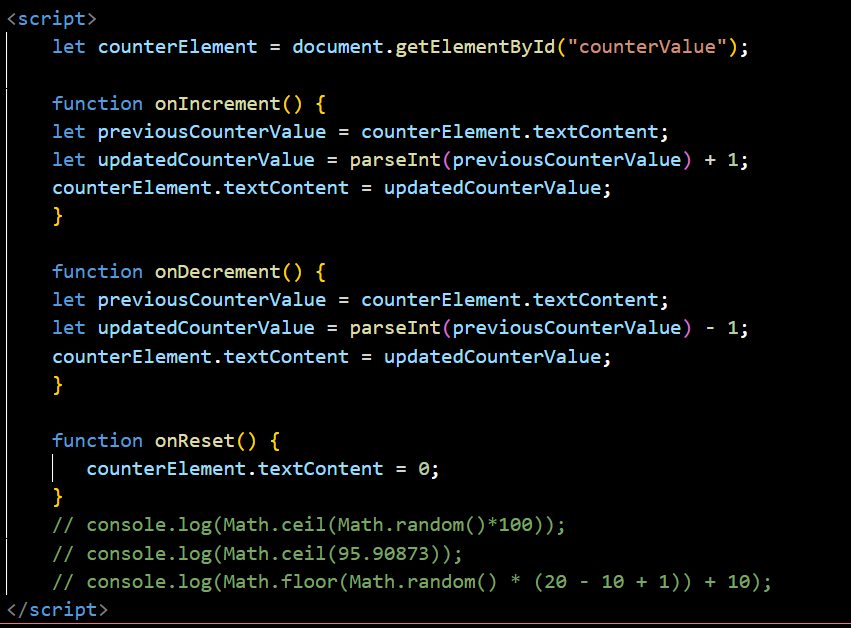 <script>
let counterElement = document.getElementById("counterValue");
function onIncrement() {
let previousCounterValue = counterElement.textContent;
let updatedCounterValue = parseInt(previousCounterValue) + 1;
counterElement.textContent = updatedCounterValue;
}
function onDecrement() {
let previousCounterValue = counterElement.textContent;
let updatedCounterValue = parseInt(previousCounterValue) - 1;
counterElement.textContent = updatedCounterValue;
}
function onReset() {
counterElement.textContent = 0;
}
// console.log(Math.ceil(Math.random()*100));
// console.log(Math.ceil(95.90873));
// console.log(Math.floor(Math.random() * (20 - 10 + 1)) + 10);
</script>